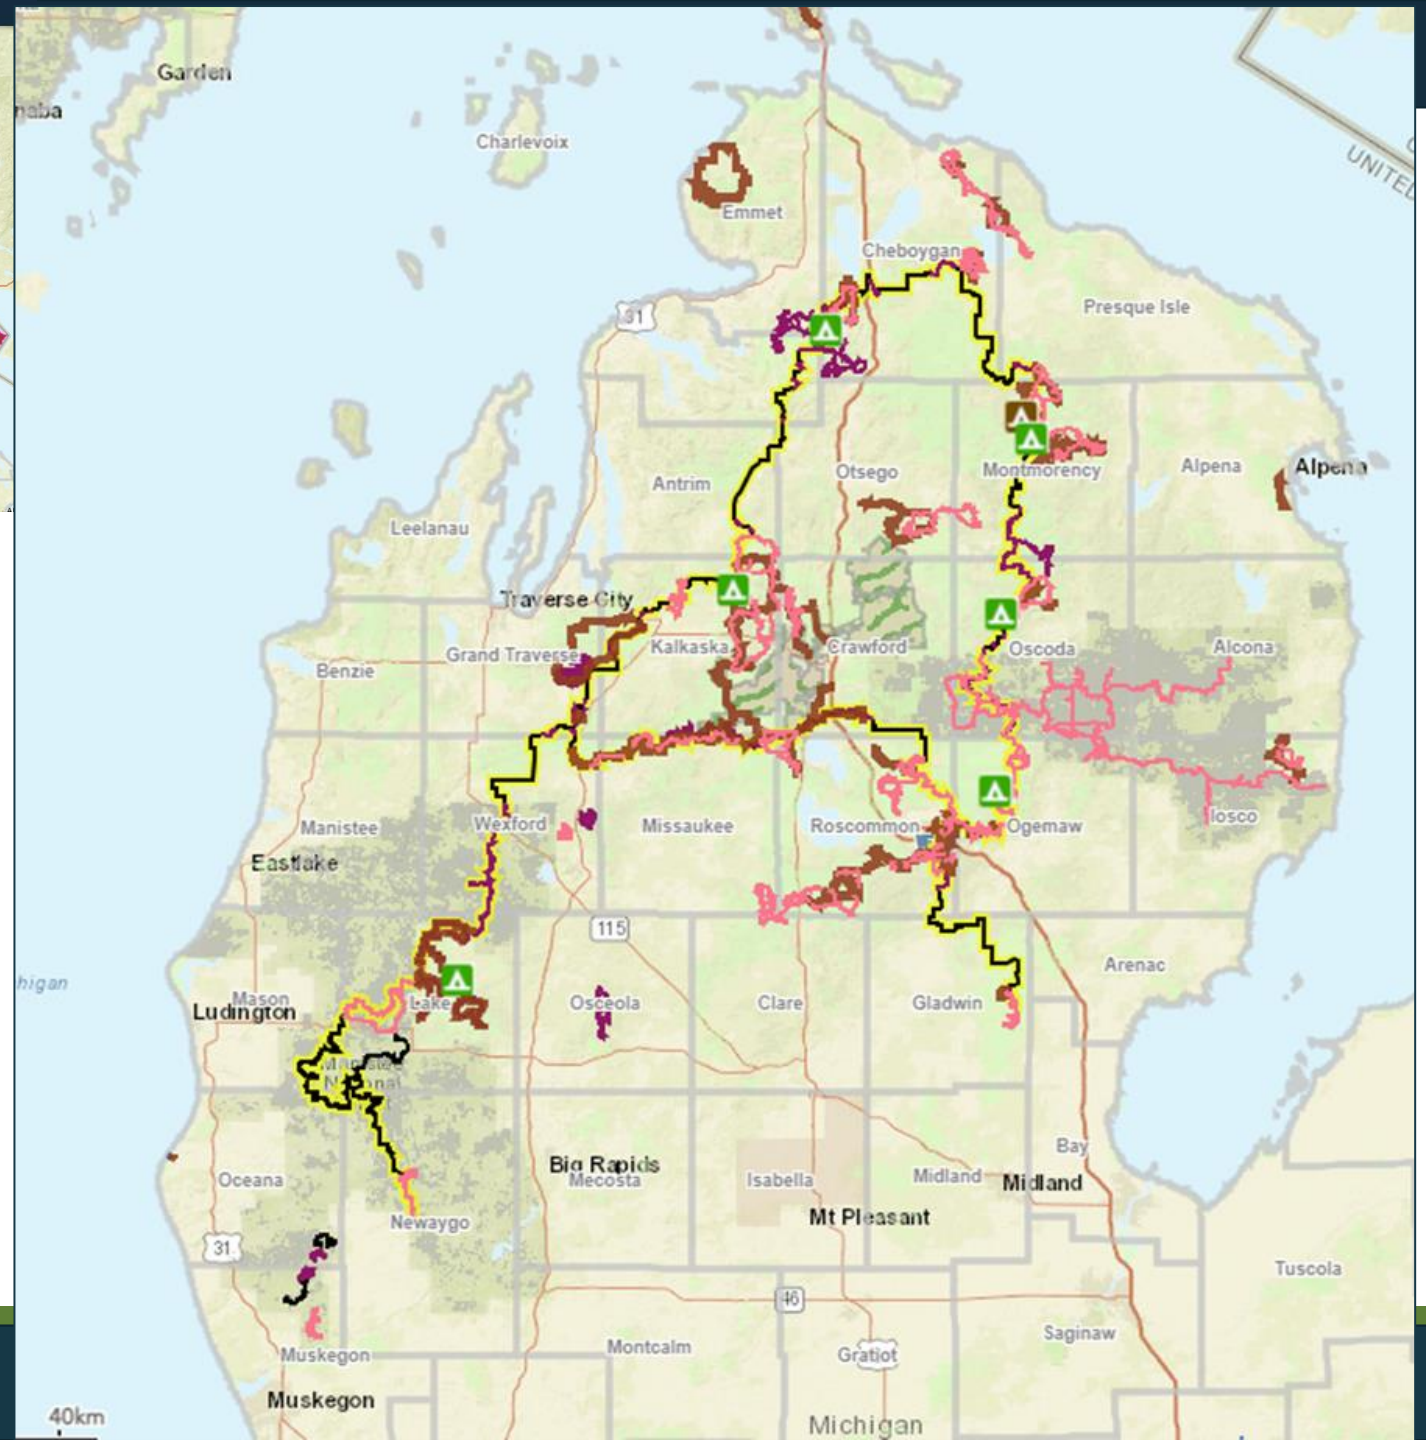 Garden
naba
Charlevoix
UNITED
Emmet
Cheboygan
Presque Isle
31
Antrim
Otsego
Montmorency
Alpena
Alpena
Leelanau
Traverse City
Grand Traverse
Kalkaska
Crawford
Oscoda
Alcona
Benzie
Manistee
Wexford
Missaukee
Roscommon
Ogemaw
Iosco
Eastlake
115
Arenac
higan
Mason
Ludington
Lake
Osceola
Clare
Gladwin
Manistee
National
Bay
Oceana
Big Rapids
Mecosta
Isabella
Midland
Midland
Newaygo
Mt Pleasant
31
Tuscola
46
Saginaw
Muskegon
Montcalm
Gratiot
Muskegon
40km
Michigan